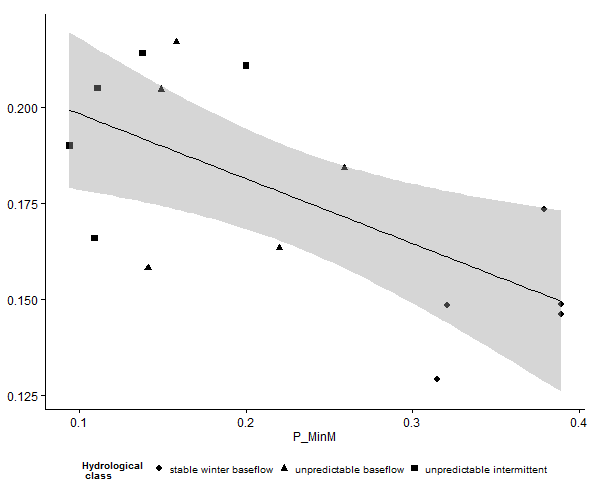 0.200
0.175
0.150
0.125
0.1 0.2 0.3 0.4
P_MinM
Hydrological
class
stable winter baseflow unpredictable baseflow unpredictable intermittent